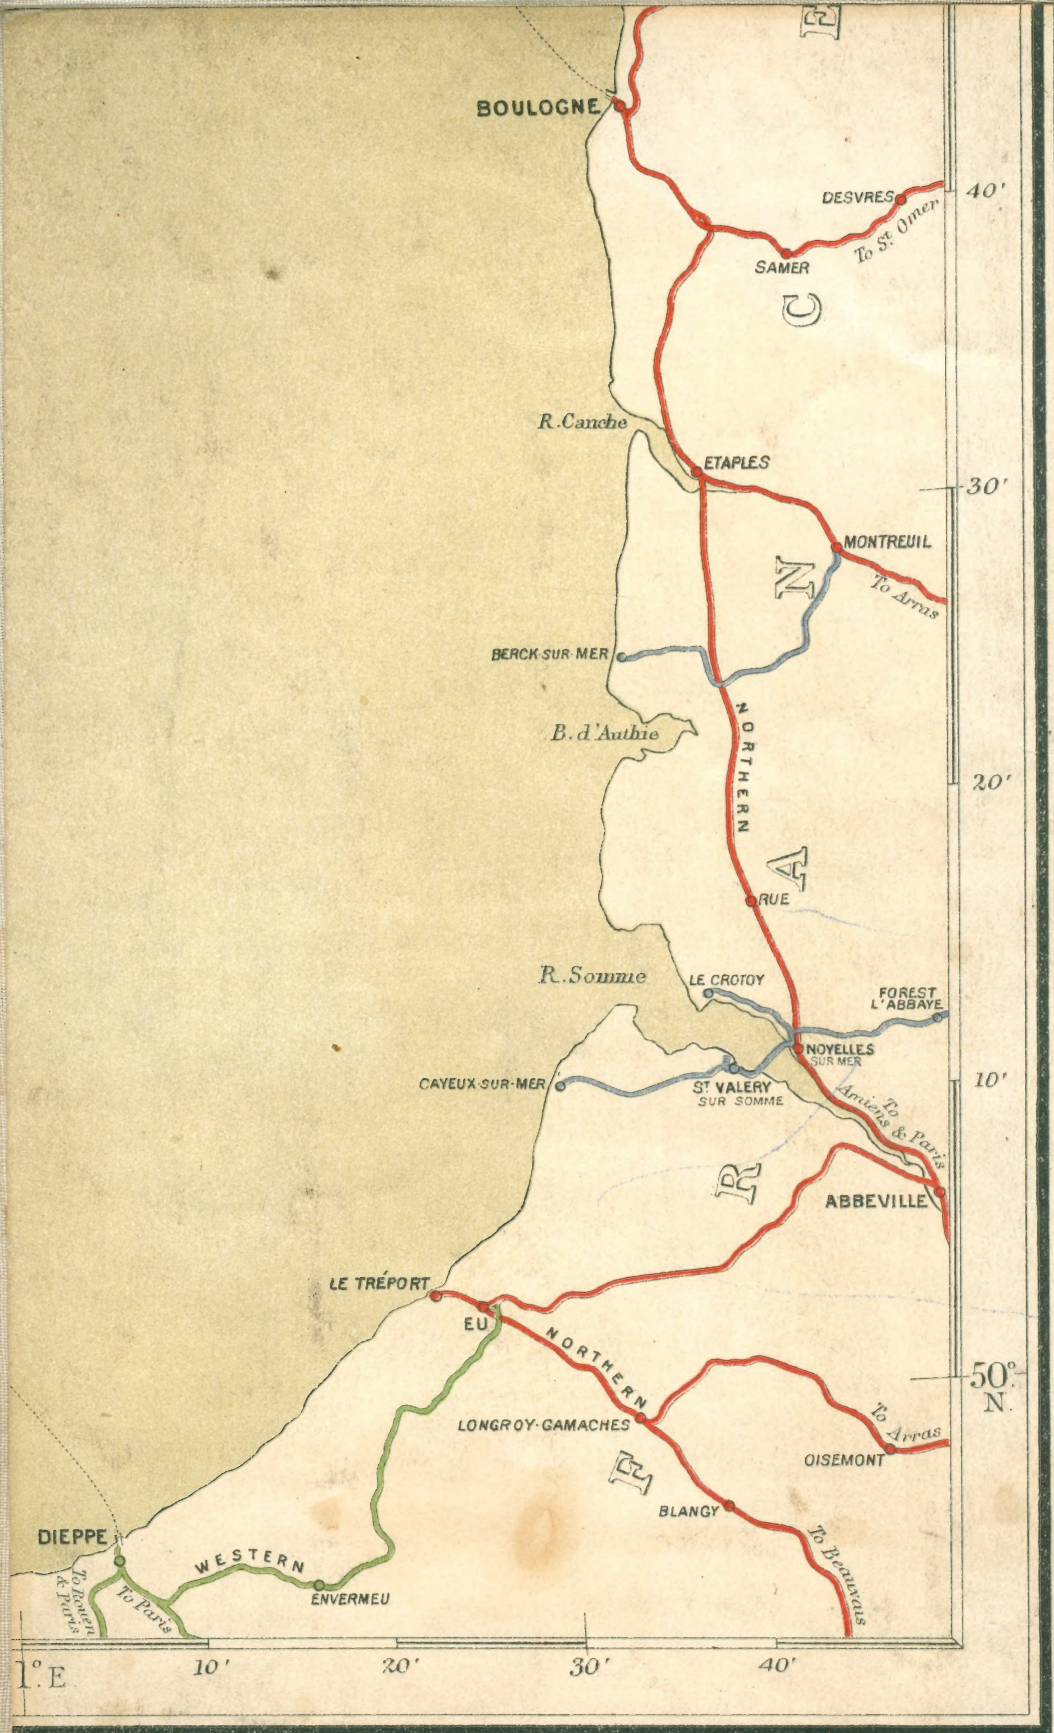 E
BOULOGNE
DESVRES
40'
To St. Omer
SAMER
C
R. Canche
ETAPLES
30'
MONTREUIL
N
To Arras
BERCK-SUR-MER
NORTHERN
B. d'Authie
20'
A
RUE
R. Somme
LE CROTOY
FOREST
L'ABBAYE
NOYELLES
SUR MER
CAYEUX-SUR-MER
ST VALERY
SUR SOMME
10'
To
Amiens & Paris
R
ABBEVILLE
LE TRÉPORT
EU
NORTHERN
50°
N.
LONGROY-GAMACHES
To Arras
OISEMONT
F
BLANGY
To Beauvais
DIEPPE
WESTERN
To Rouen
& Paris
To Paris
ENVERMEU
1° E
10'
20'
30'
40'